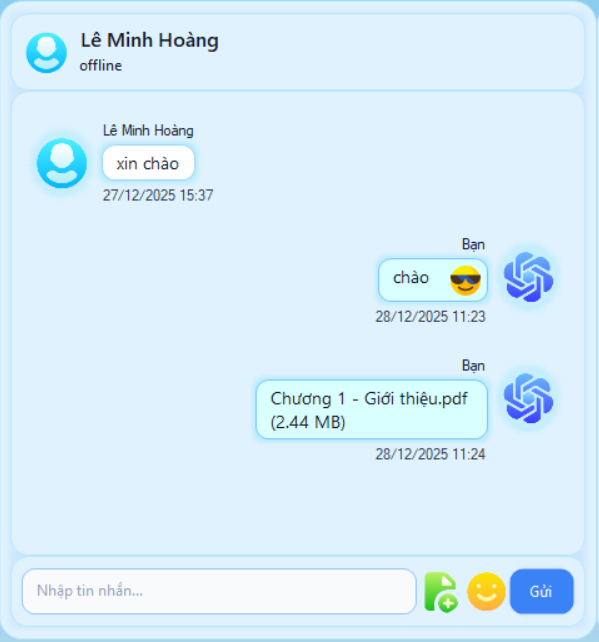 Lê Minh Hoàng
offline
Lê Minh Hoàng
xin chào
27/12/2025 15:37
Bạn
chào 😎
28/12/2025 11:23
Bạn
Chương 1 - Giới thiệu.pdf
(2.44 MB)
28/12/2025 11:24
Nhập tin nhắn...
Gửi